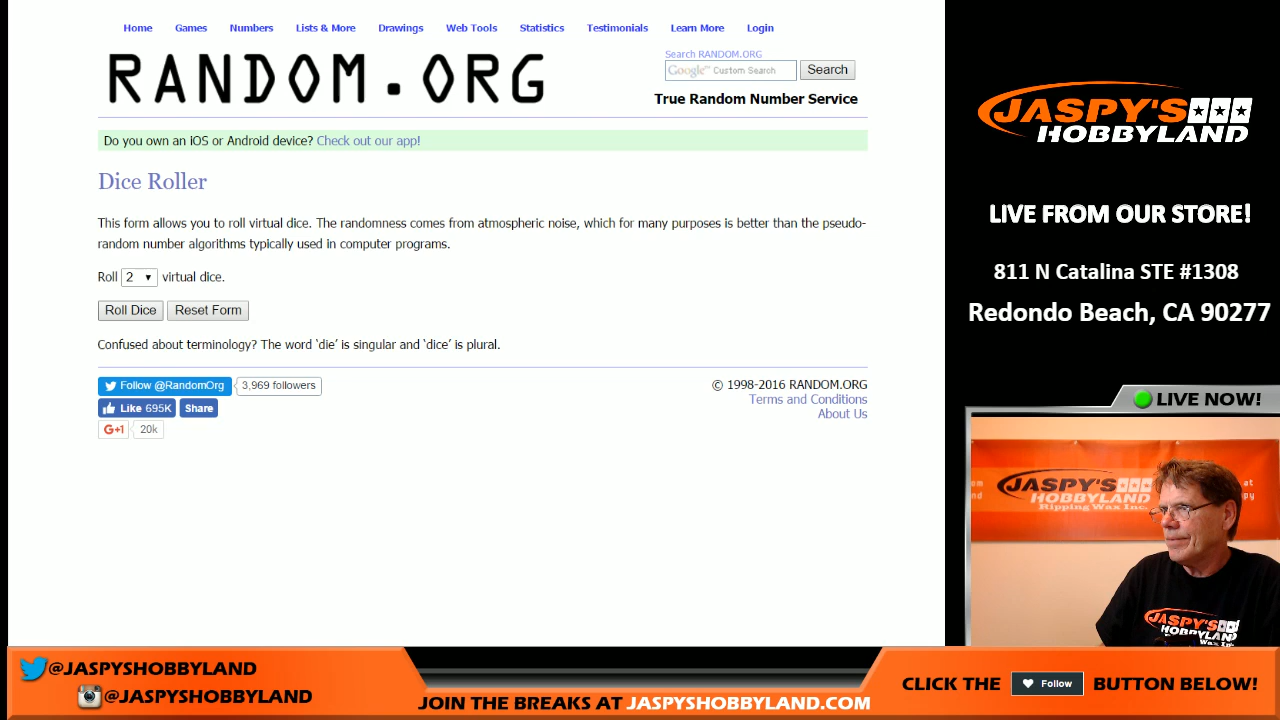 Home Games Numbers Lists & More Drawings Web Tools Statistics Testimonials Learn More Login
RANDOM.ORG
Search RANDOM.ORG
Google™ Custom Search Search
True Random Number Service
Do you own an iOS or Android device? Check out our app!
Dice Roller
This form allows you to roll virtual dice. The randomness comes from atmospheric noise, which for many purposes is better than the pseudo-
random number algorithms typically used in computer programs.
Roll 2 virtual dice.
Roll Dice Reset Form
Confused about terminology? The word ‘die’ is singular and ‘dice’ is plural.
Follow @RandomOrg 3,969 followers
Like 695K Share
G+1 20k
© 1998-2016 RANDOM.ORG
Terms and Conditions
About Us
JASPY'S
HOBBYLAND
LIVE FROM OUR STORE!
811 N Catalina STE #1308
Redondo Beach, CA 90277
LIVE NOW!
JASPY'S
HOBBYLAND
Ripping Wax Inc.
JASPY'S
HOBBYLAND
@JASPYSHOBBYLAND
@JASPYSHOBBYLAND
JOIN THE BREAKS AT JASPYSHOBBYLAND.COM
CLICK THE Follow BUTTON BELOW!